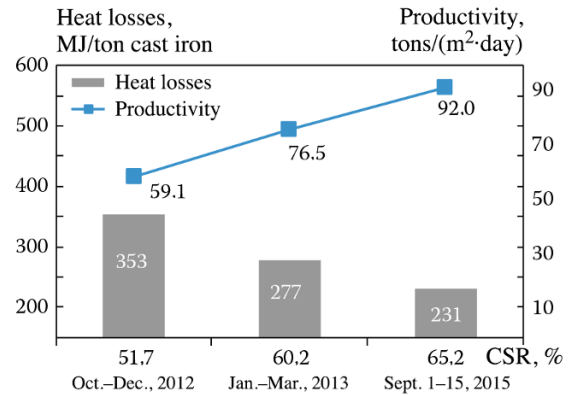 Heat losses,
MJ/ton cast iron
Productivity,
tons/(m²·day)
600
500
400
300
200
90
70
50
30
10
Heat losses
Productivity
59.1
76.5
92.0
353
277
231
51,7 60,2 65,2 CSR, %
Oct.–Dec., 2012 Jan.–Mar., 2013 Sept. 1–15, 2015